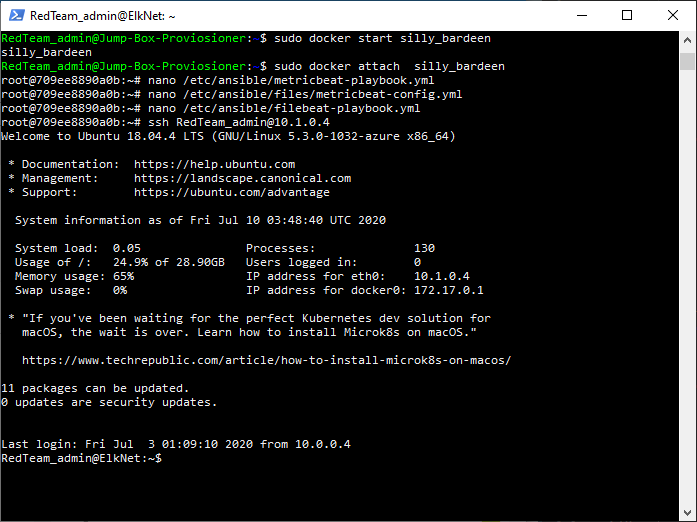 RedTeam_admin@ElkNet: ~
RedTeam_admin@Jump-Box-Proviosioner:~$ sudo docker start silly_bardeen
silly_bardeen
RedTeam_admin@Jump-Box-Proviosioner:~$ sudo docker attach  silly_bardeen
root@709ee8890a0b:~# nano /etc/ansible/metricbeat-playbook.yml
root@709ee8890a0b:~# nano /etc/ansible/files/metricbeat-config.yml
root@709ee8890a0b:~# nano /etc/ansible/filebeat-playbook.yml
root@709ee8890a0b:~# ssh RedTeam_admin@10.1.0.4
Welcome to Ubuntu 18.04.4 LTS (GNU/Linux 5.3.0-1032-azure x86_64)
* Documentation:  https://help.ubuntu.com
* Management:     https://landscape.canonical.com
* Support:        https://ubuntu.com/advantage
System information as of Fri Jul 10 03:48:40 UTC 2020
System load:  0.05               Processes:              130
Usage of /:   24.9% of 28.90GB   Users logged in:        0
Memory usage: 65%                IP address for eth0:    10.1.0.4
Swap usage:   0%                 IP address for docker0: 172.17.0.1
* "If you've been waiting for the perfect Kubernetes dev solution for
macOS, the wait is over. Learn how to install Microk8s on macOS."
https://www.techrepublic.com/article/how-to-install-microk8s-on-macos/
11 packages can be updated.
0 updates are security updates.
Last login: Fri Jul  3 01:09:10 2020 from 10.0.0.4
RedTeam_admin@ElkNet:~$